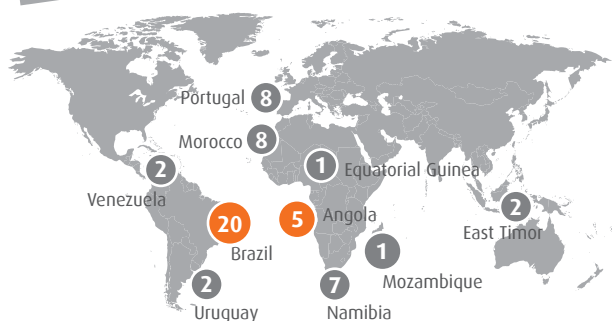 Portugal 8
Morocco 8
1 Equatorial Guinea
2
Venezuela
20
Brazil
5 Angola
2
East Timor
1
Mozambique
2
Uruguay
7
Namibia